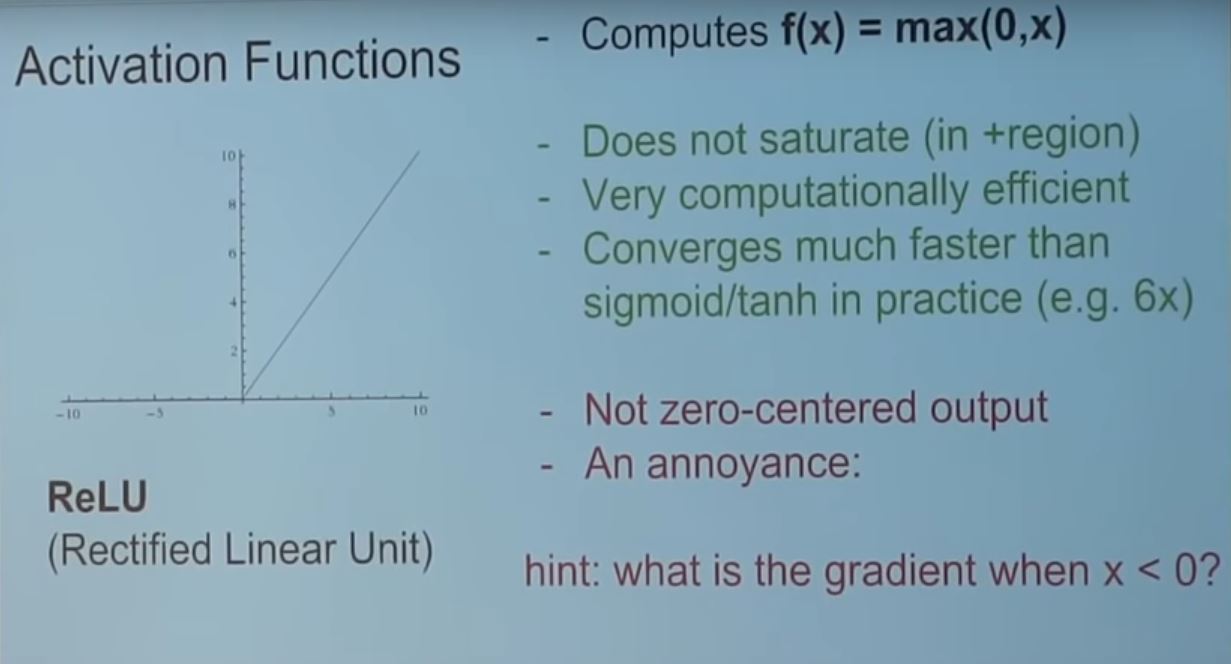 Activation Functions
- Computes f(x) = max(0,x)
- Does not saturate (in +region)
- Very computationally efficient
- Converges much faster than
sigmoid/tanh in practice (e.g. 6x)
- Not zero-centered output
- An annoyance:
hint: what is the gradient when x < 0?
10
8
6
4
2
-10
-5
5
10
ReLU
(Rectified Linear Unit)